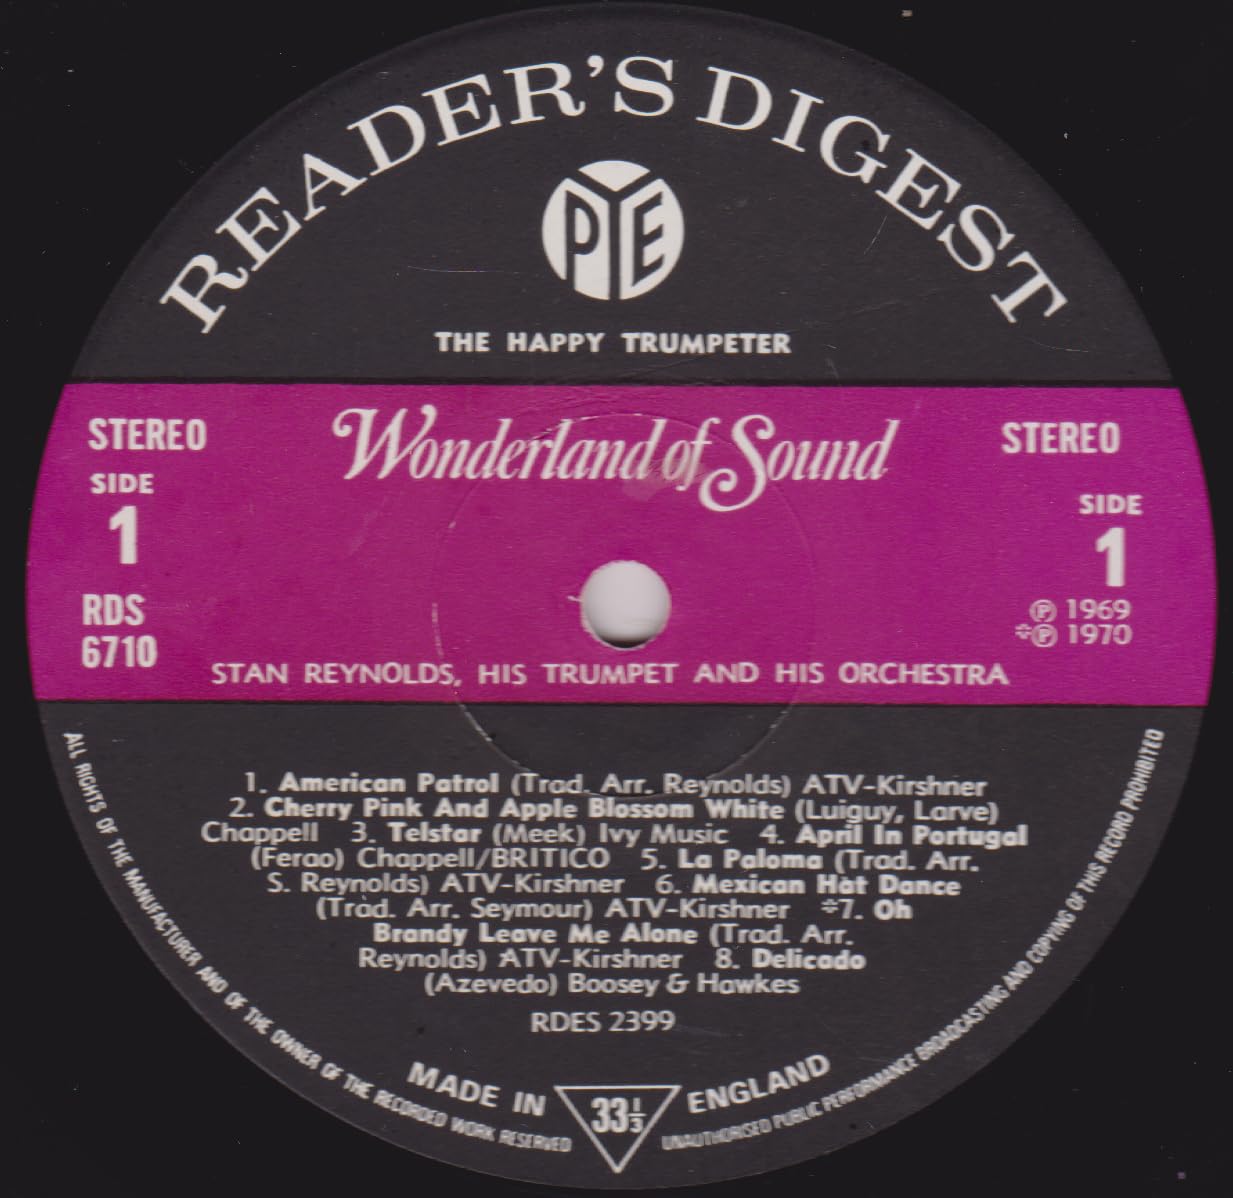 READER'S DIGEST
PYE
THE HAPPY TRUMPETER
STEREO
Wonderland of Sound
STEREO
SIDE
1
SIDE
1
RDS
6710
℗ 1969
※℗ 1970
STAN REYNOLDS, HIS TRUMPET AND HIS ORCHESTRA
1. American Patrol (Trad. Arr. Reynolds) ATV-Kirshner
2. Cherry Pink And Apple Blossom White (Luiguy, Larve)
Chappell 3. Telstar (Meek) Ivy Music 4. April In Portugal
(Ferao) Chappell/BRITICO 5. La Paloma (Trad. Arr.
S. Reynolds) ATV-Kirshner 6. Mexican Hat Dance
(Trad. Arr. Seymour) ATV-Kirshner ※7. Oh
Brandy Leave Me Alone (Trad. Arr.
Reynolds) ATV-Kirshner 8. Delicado
(Azevedo) Boosey & Hawkes
RDES 2399
MADE IN ENGLAND
33⅓
ALL RIGHTS OF THE MANUFACTURER AND OF THE OWNER OF THE RECORDED WORK RESERVED
UNAUTHORISED PUBLIC PERFORMANCE BROADCASTING AND COPYING OF THIS RECORD PROHIBITED